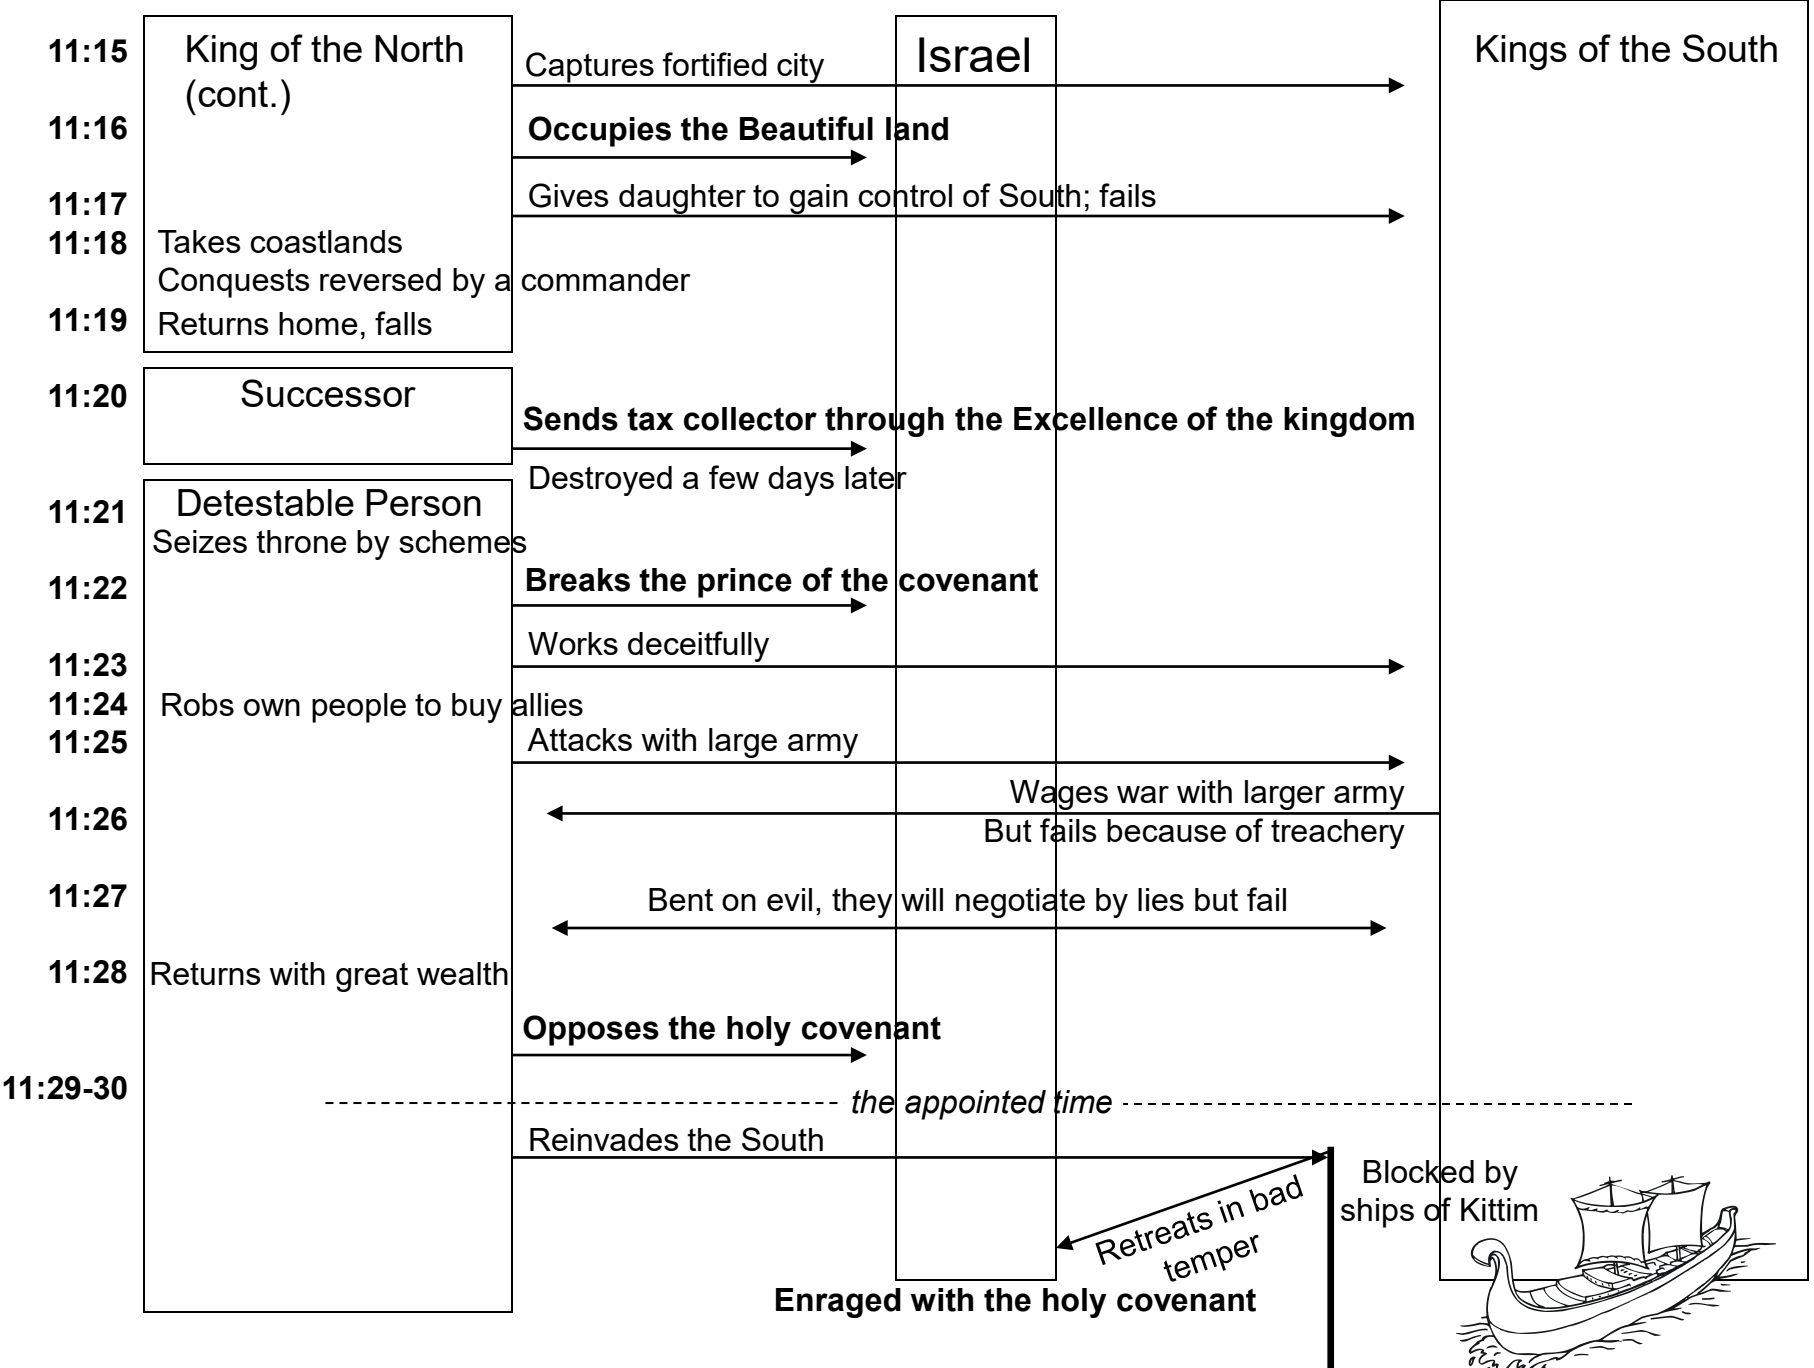 11:15
King of the North
(cont.)
Captures fortified city
Israel
Kings of the South
11:16
Occupies the Beautiful land
11:17
Gives daughter to gain control of South; fails
11:18
Takes coastlands
Conquests reversed by a commander
11:19
Returns home, falls
11:20
Successor
Sends tax collector through the Excellence of the kingdom
Destroyed a few days later
11:21
Detestable Person
Seizes throne by schemes
11:22
Breaks the prince of the covenant
11:23
Works deceitfully
11:24
Robs own people to buy allies
11:25
Attacks with large army
11:26
Wages war with larger army
But fails because of treachery
11:27
Bent on evil, they will negotiate by lies but fail
11:28
Returns with great wealth
Opposes the holy covenant
11:29-30
the appointed time
Reinvades the South
Blocked by
ships of Kittim
Retreats in bad
temper
Enraged with the holy covenant